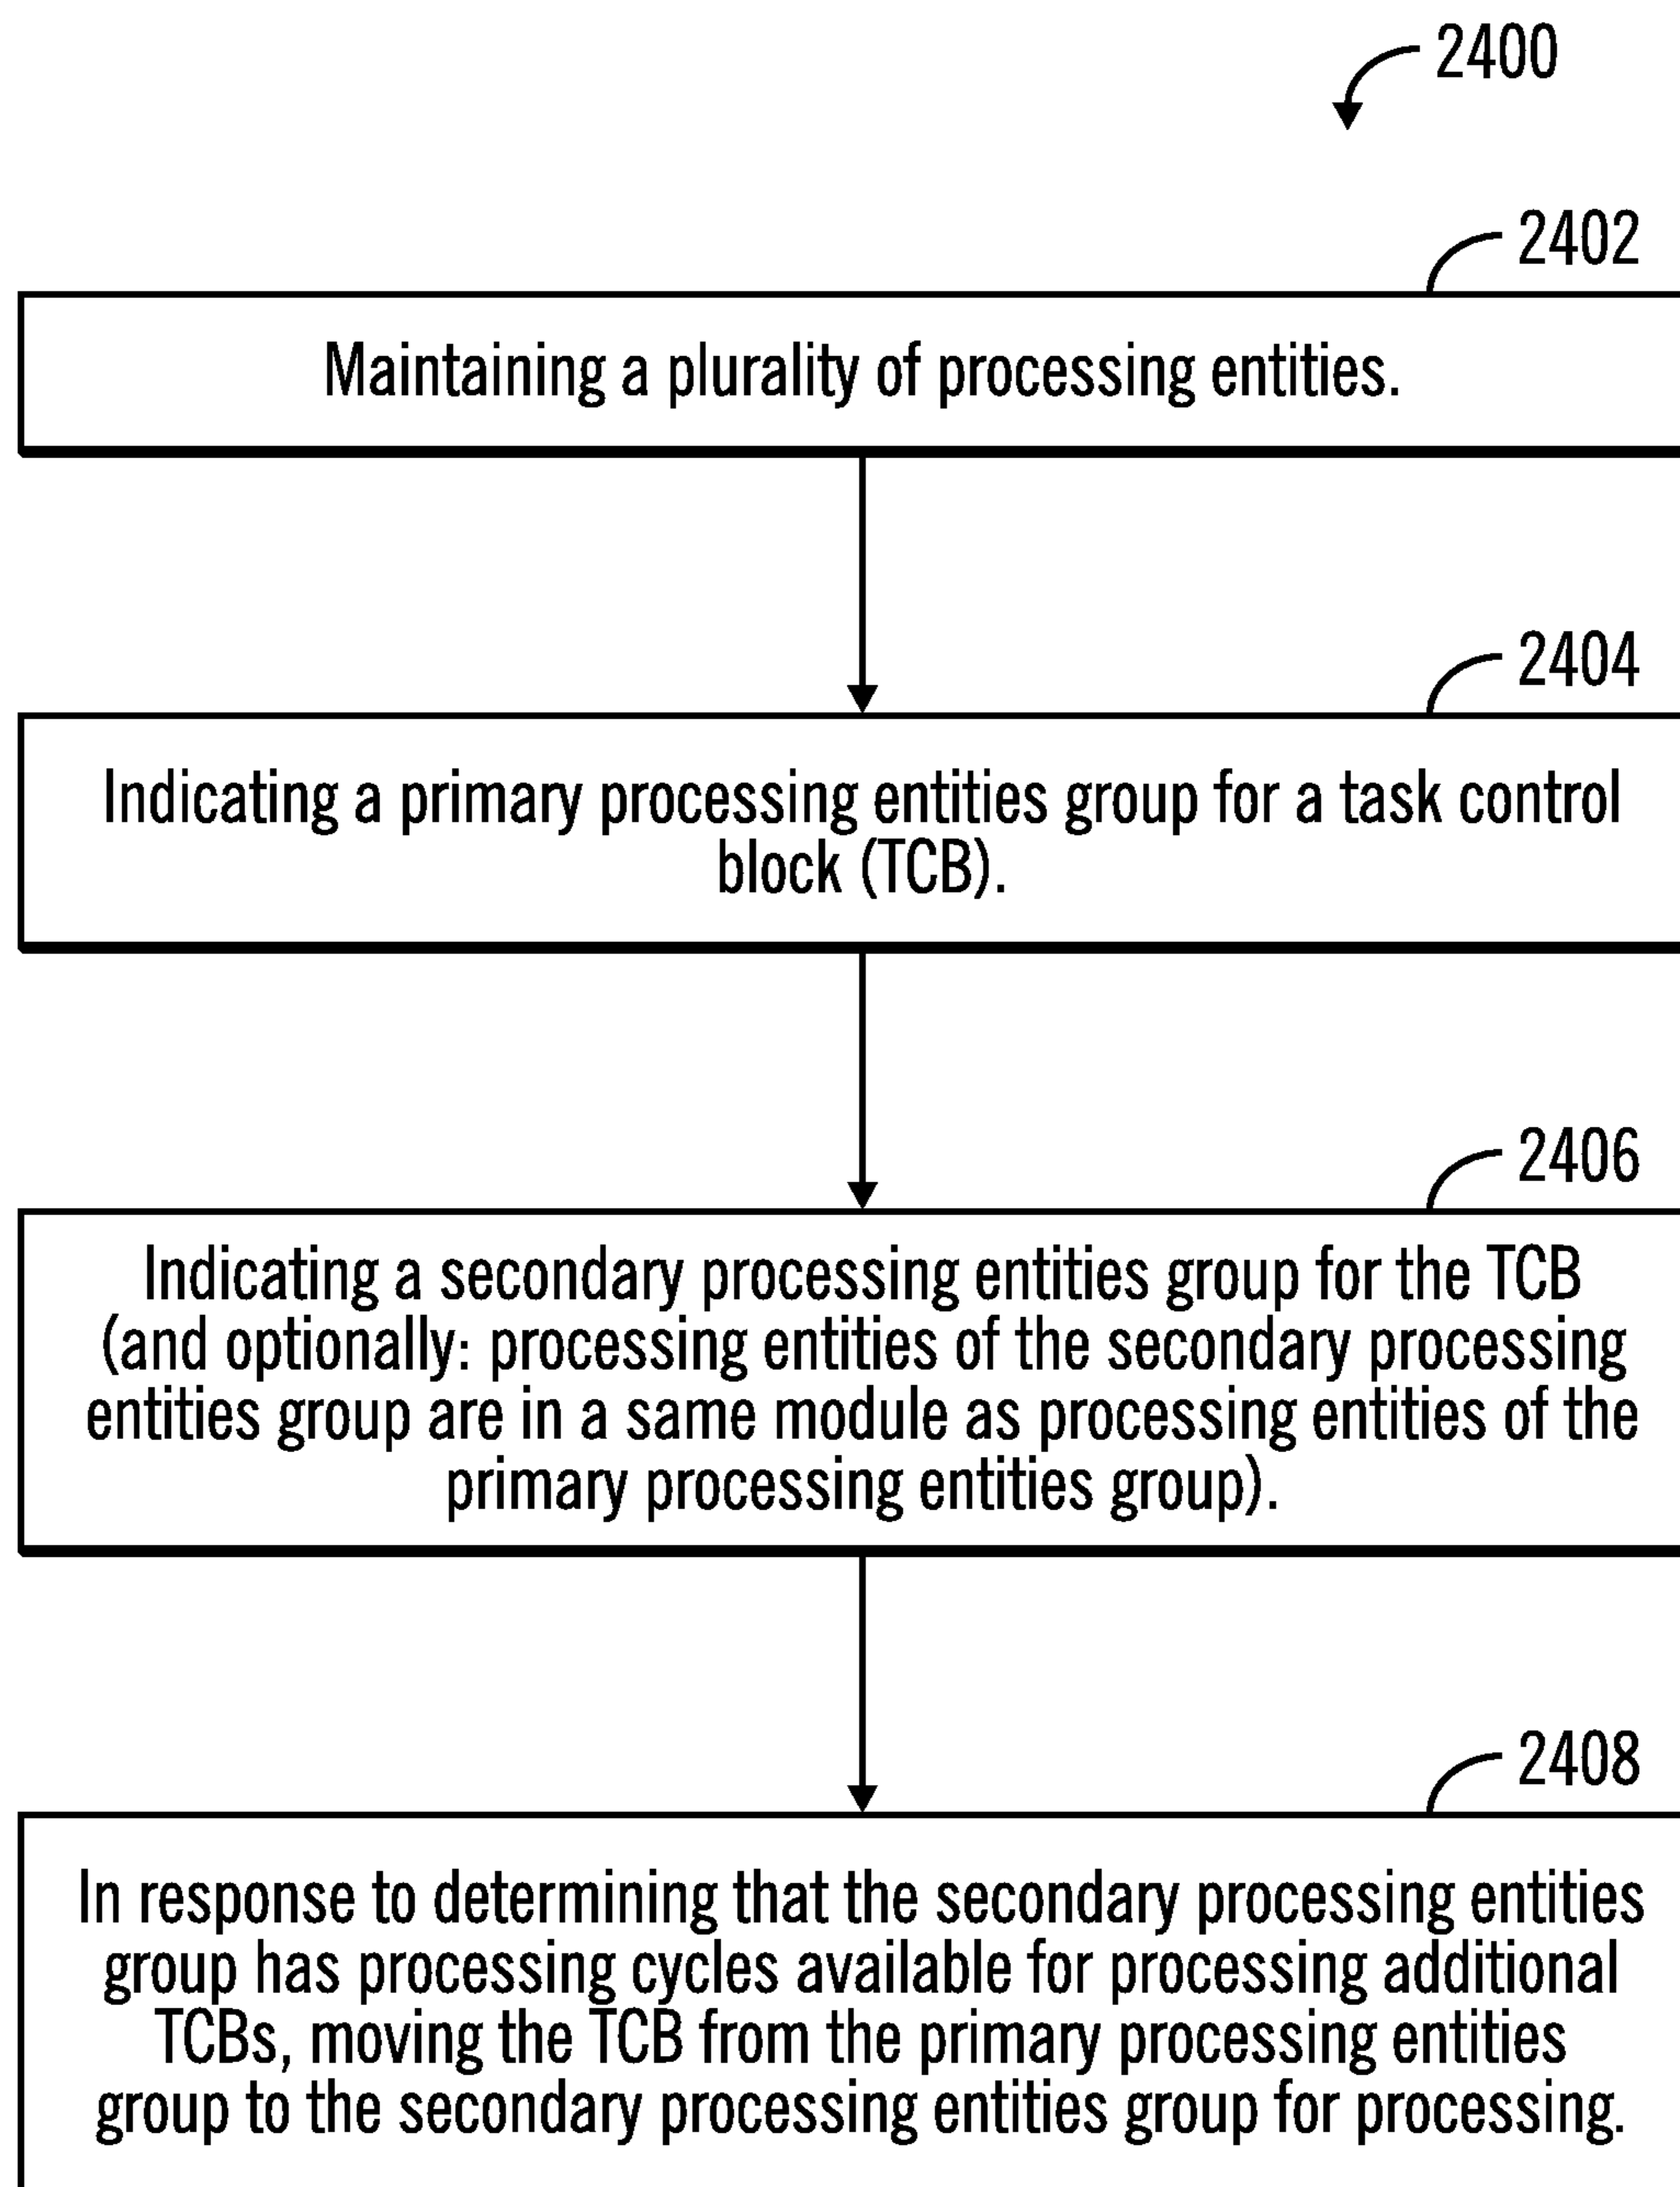 2400
2402
Maintaining a plurality of processing entities.
2404
Indicating a primary processing entities group for a task control
block (TCB).
2406
Indicating a secondary processing entities group for the TCB
(and optionally: processing entities of the secondary processing
entities group are in a same module as processing entities of the
primary processing entities group).
2408
In response to determining that the secondary processing entities
group has processing cycles available for processing additional
TCBs, moving the TCB from the primary processing entities
group to the secondary processing entities group for processing.